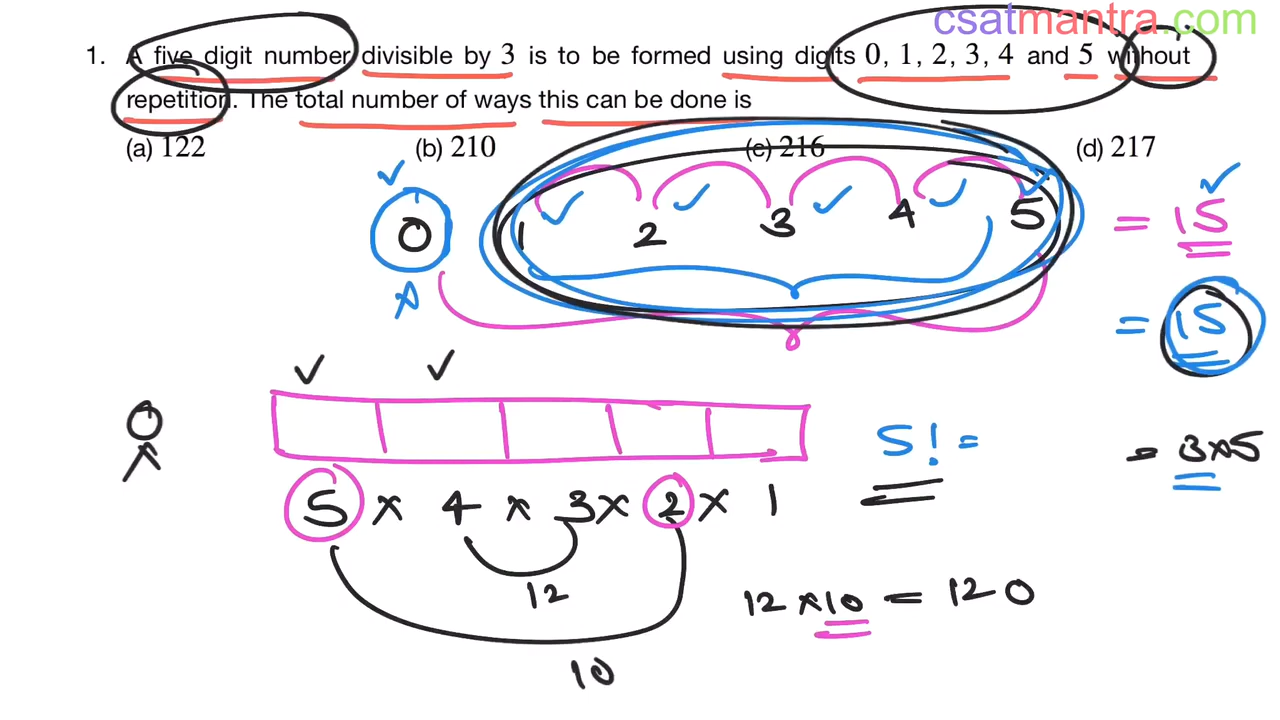 csatmantra.com
1. A five digit number divisible by 3 is to be formed using digits 0, 1, 2, 3, 4 and 5 without
repetition. The total number of ways this can be done is
(a) 122 (b) 210 (c) 216 (d) 217
0 1 2 3 4 5 = 15
= 15
5! = = 3×5
5 × 4 × 3 × 2 × 1
12
12 × 10 = 120
10